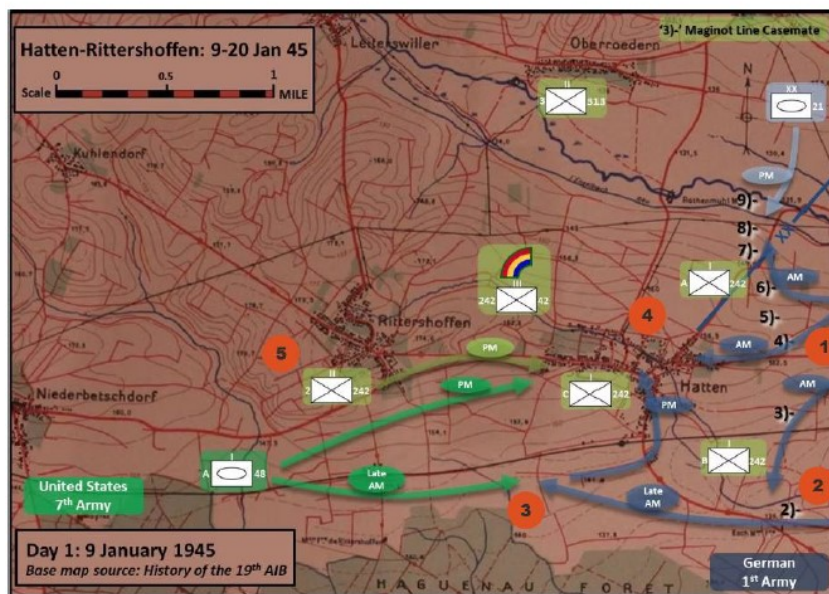 Hatten-Rittershoffen: 9-20 Jan 45
0 0.5 1
Scale MILE
'3)-' Maginot Line Casemate
Leiterswiller
Oberroedern
N
II
3 313
XX
21
Kuhlendorf
PM
9)-
8)-
7)-
XX
I
A 242
AM
6)-
III
242 42
5)-
4
4)-
AM
1
Rittershoffen
5
PM
II
2 242
PM
I
C 242
Hatten
PM
AM
3)-
Niederbetschdorf
I
A 48
Late
AM
I
B 242
2
United States
7th Army
3
Late
AM
2)-
Day 1: 9 January 1945
Base map source: History of the 19th AIB
HAGUENAU FORET
German
1st Army